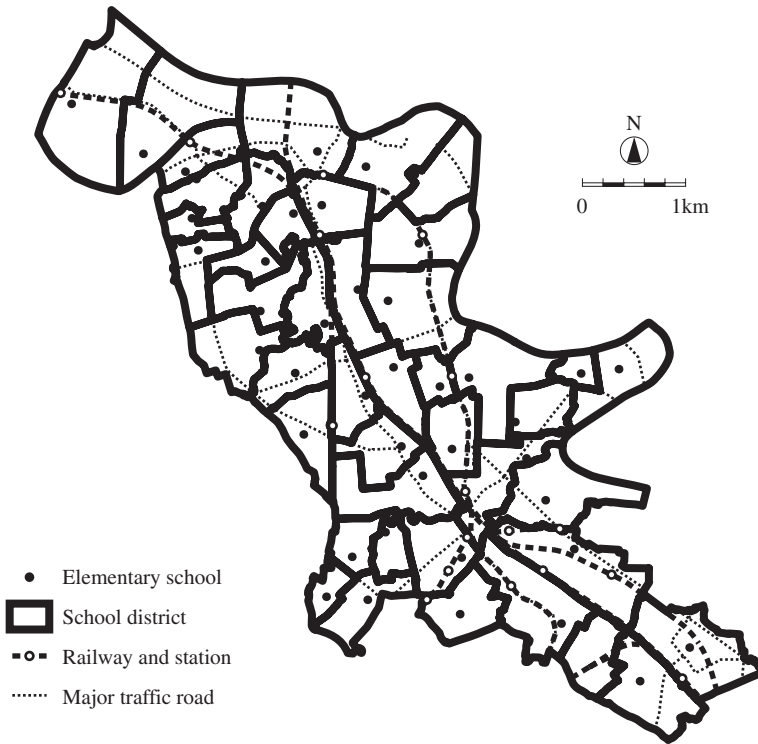 N
0 1km
Elementary school
School district
Railway and station
Major traffic road